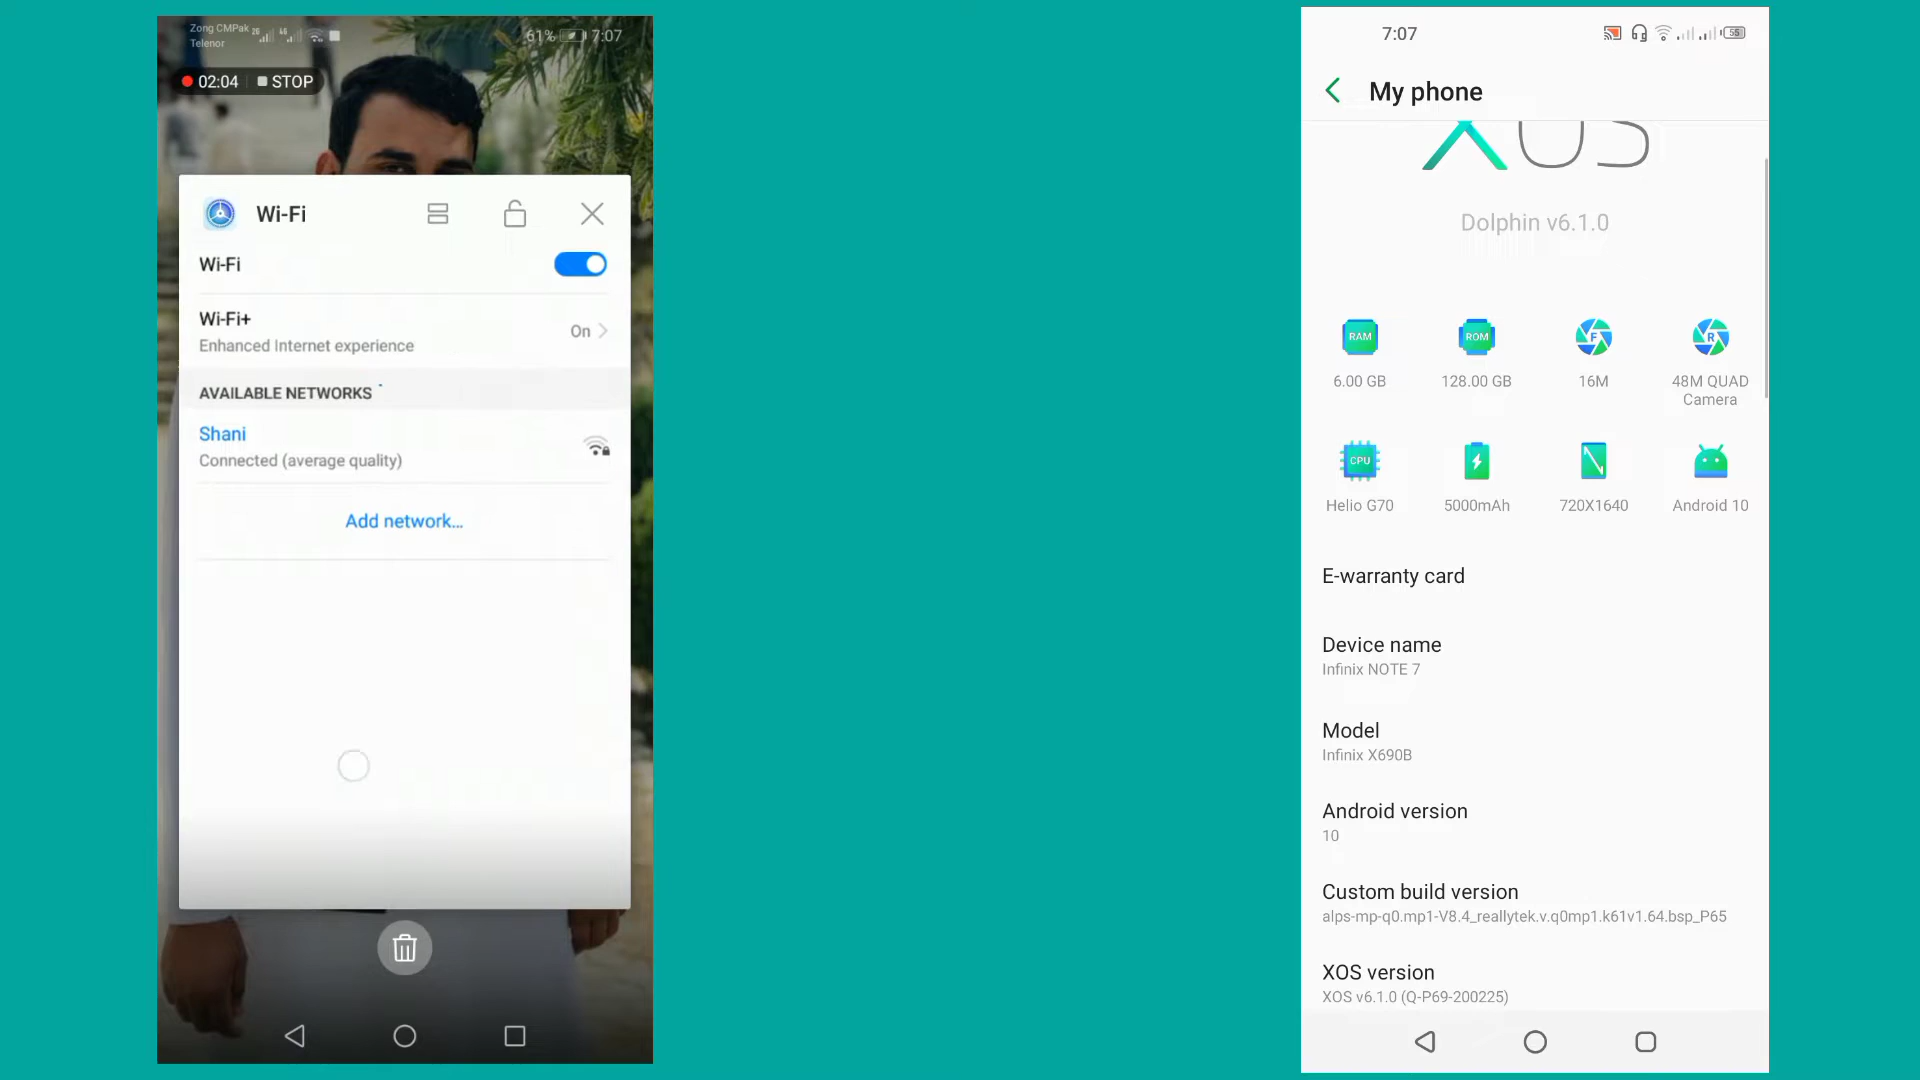 Zong CMPak
Telenor
2G
4G
61%
7:07
02:04
STOP
Wi-Fi
Wi-Fi
Wi-Fi+
Enhanced Internet experience
On
AVAILABLE NETWORKS
Shani
Connected (average quality)
Add network...
7:07
55
My phone
XOS
Dolphin v6.1.0
RAM
ROM
F
R
6.00 GB
128.00 GB
16M
48M QUAD
Camera
CPU
Helio G70
5000mAh
720X1640
Android 10
E-warranty card
Device name
Infinix NOTE 7
Model
Infinix X690B
Android version
10
Custom build version
alps-mp-q0.mp1-V8.4_reallytek.v.q0mp1.k61v1.64.bsp_P65
XOS version
XOS v6.1.0 (Q-P69-200225)